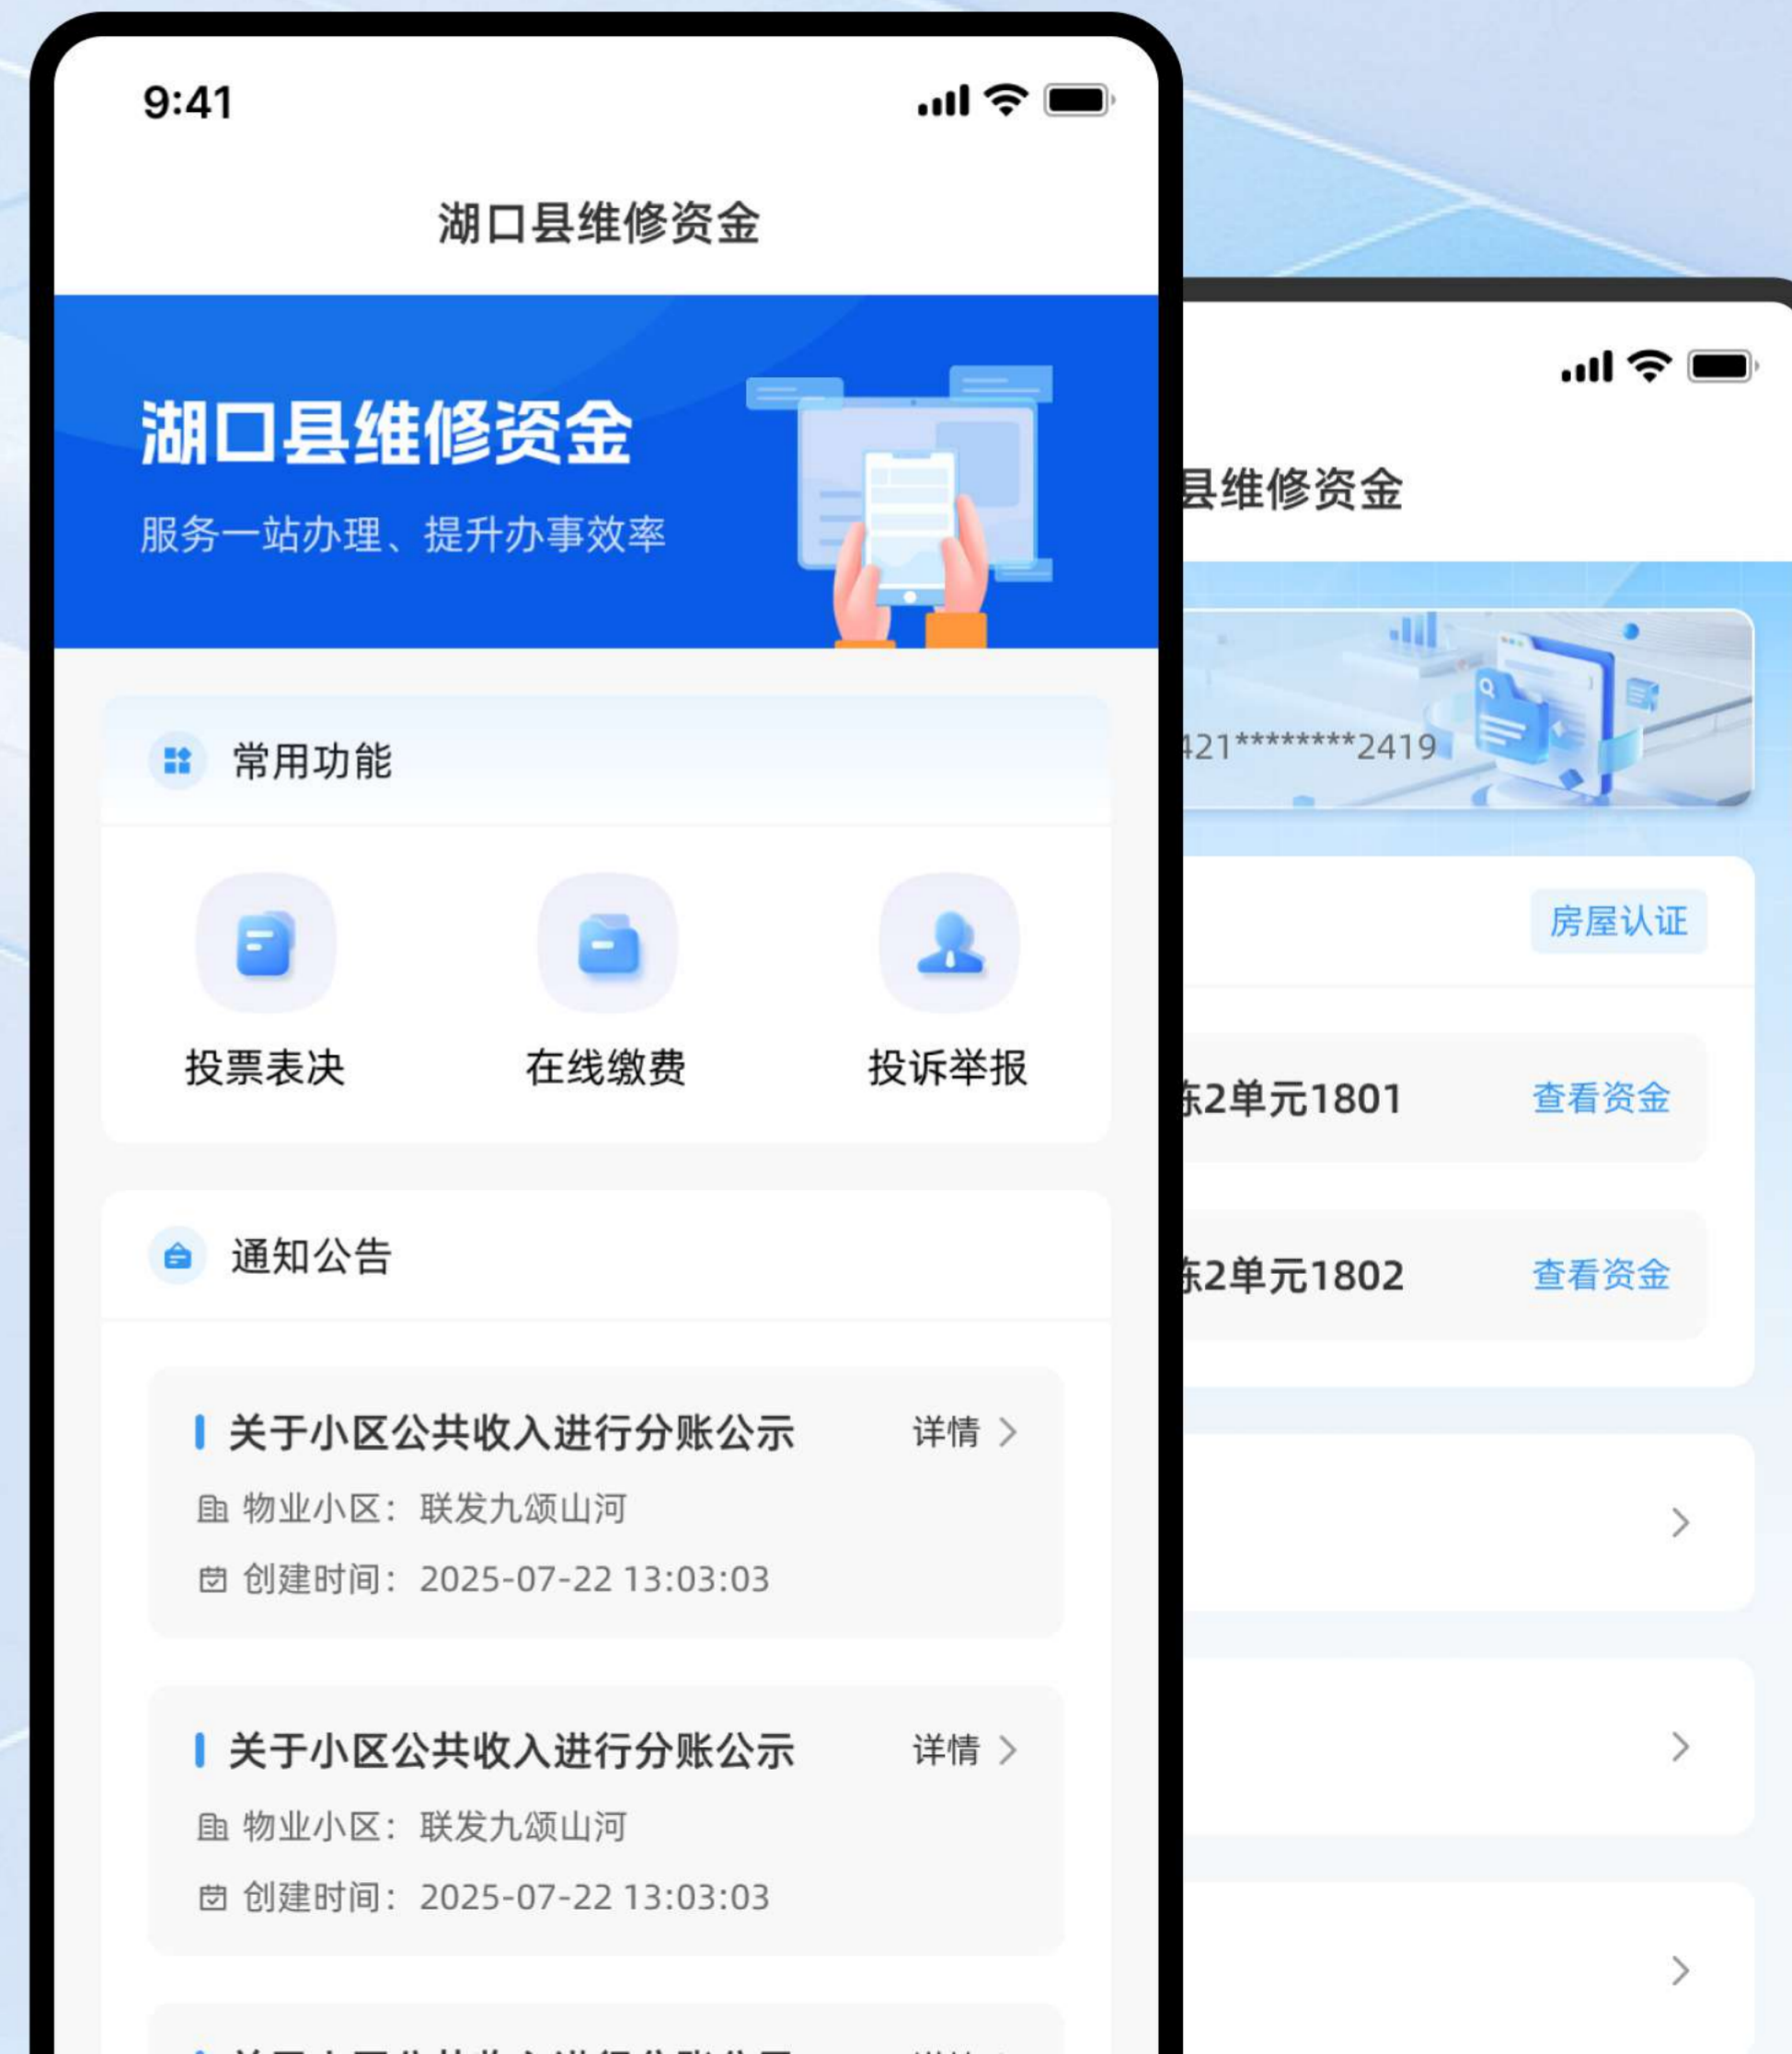 9:41
湖口县维修资金
湖口县维修资金
服务一站办理、提升办事效率
常用功能
投票表决
在线缴费
投诉举报
通知公告
关于小区公共收入进行分账公示
详情
物业小区：联发九颂山河
创建时间：2025-07-22 13:03:03
关于小区公共收入进行分账公示
详情
物业小区：联发九颂山河
创建时间：2025-07-22 13:03:03
县维修资金
421********2419
房屋认证
栋2单元1801
查看资金
栋2单元1802
查看资金